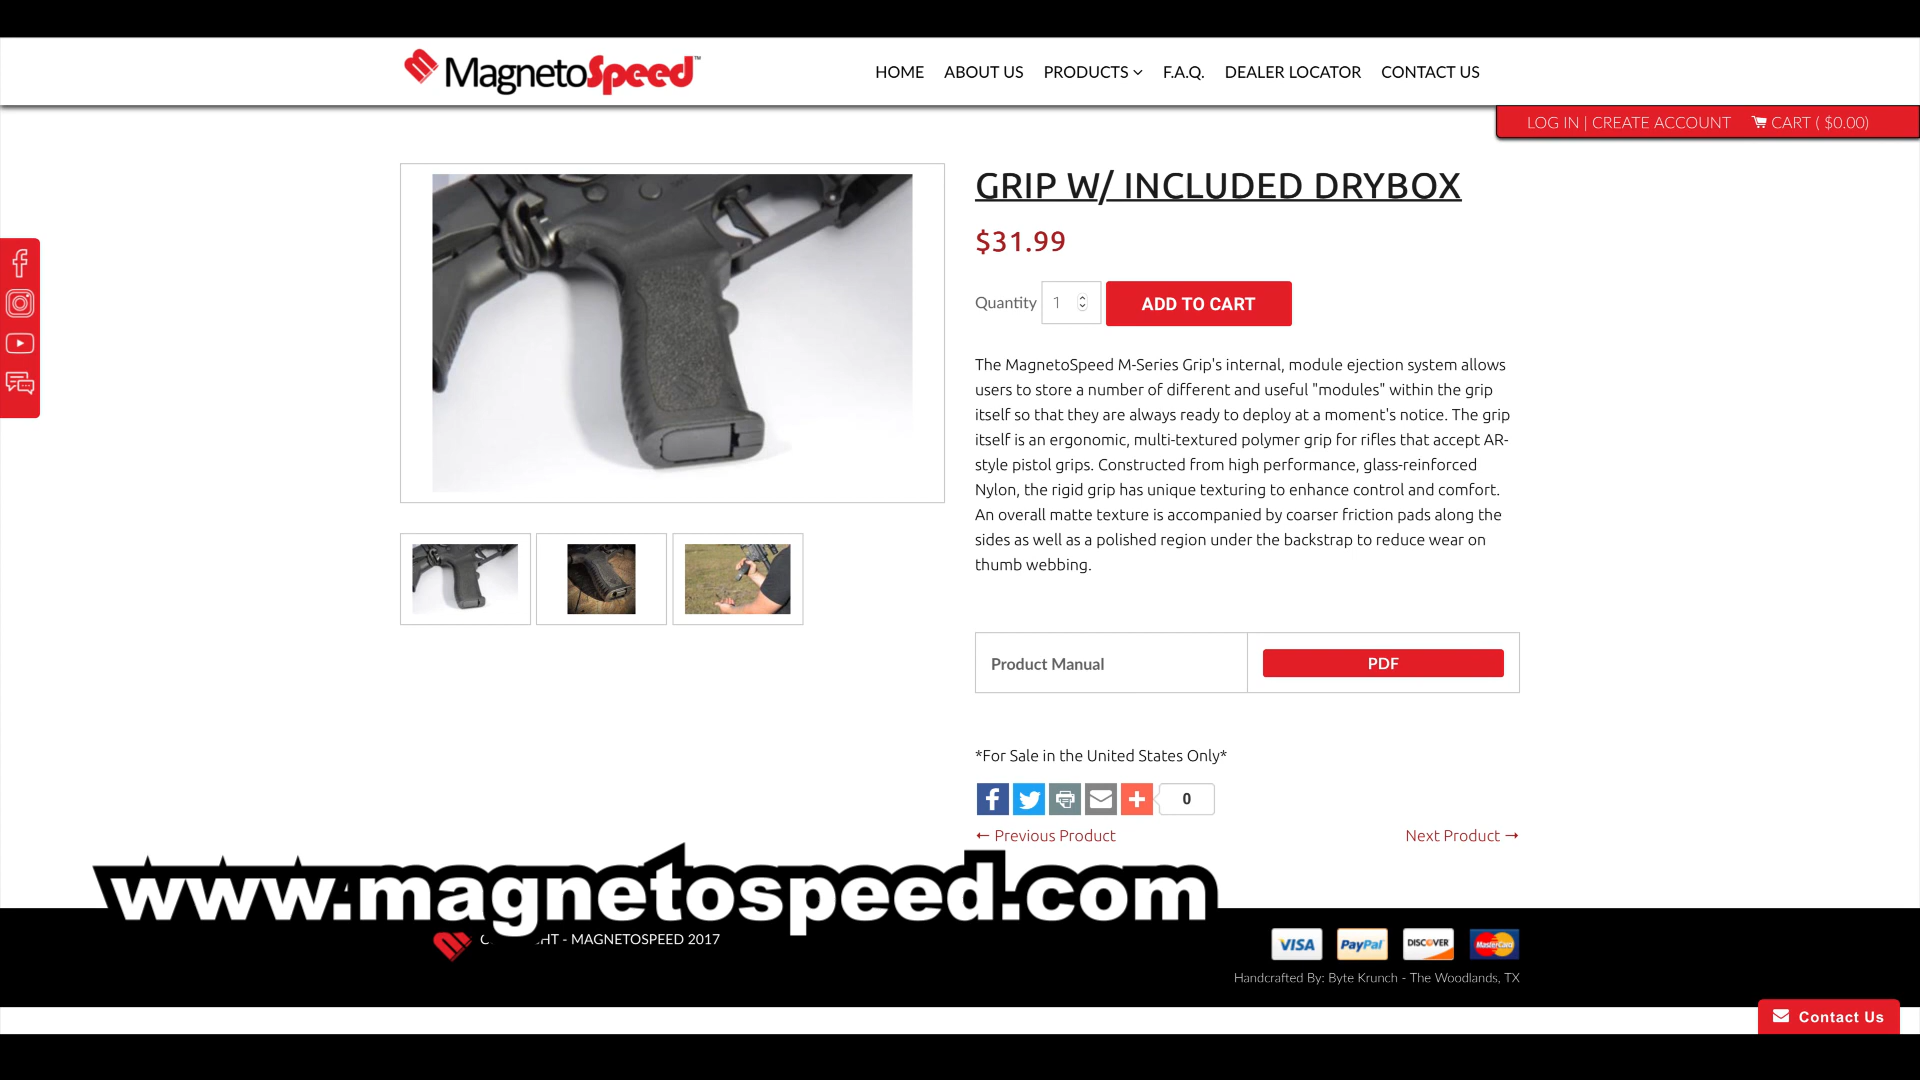 MagnetoSpeed™
HOME ABOUT US PRODUCTS F.A.Q. DEALER LOCATOR CONTACT US
LOG IN | CREATE ACCOUNT CART ( $0.00)
GRIP W/ INCLUDED DRYBOX
$31.99
Quantity 1 ADD TO CART
The MagnetoSpeed M-Series Grip's internal, module ejection system allows
users to store a number of different and useful "modules" within the grip
itself so that they are always ready to deploy at a moment's notice. The grip
itself is an ergonomic, multi-textured polymer grip for rifles that accept AR-
style pistol grips. Constructed from high performance, glass-reinforced
Nylon, the rigid grip has unique texturing to enhance control and comfort.
An overall matte texture is accompanied by coarser friction pads along the
sides as well as a polished region under the backstrap to reduce wear on
thumb webbing.
Product Manual PDF
*For Sale in the United States Only*
0
← Previous Product Next Product →
www.magnetospeed.com
- MAGNETOSPEED 2017
VISA PayPal DISCOVER MasterCard
Handcrafted By: Byte Krunch - The Woodlands, TX
Contact Us